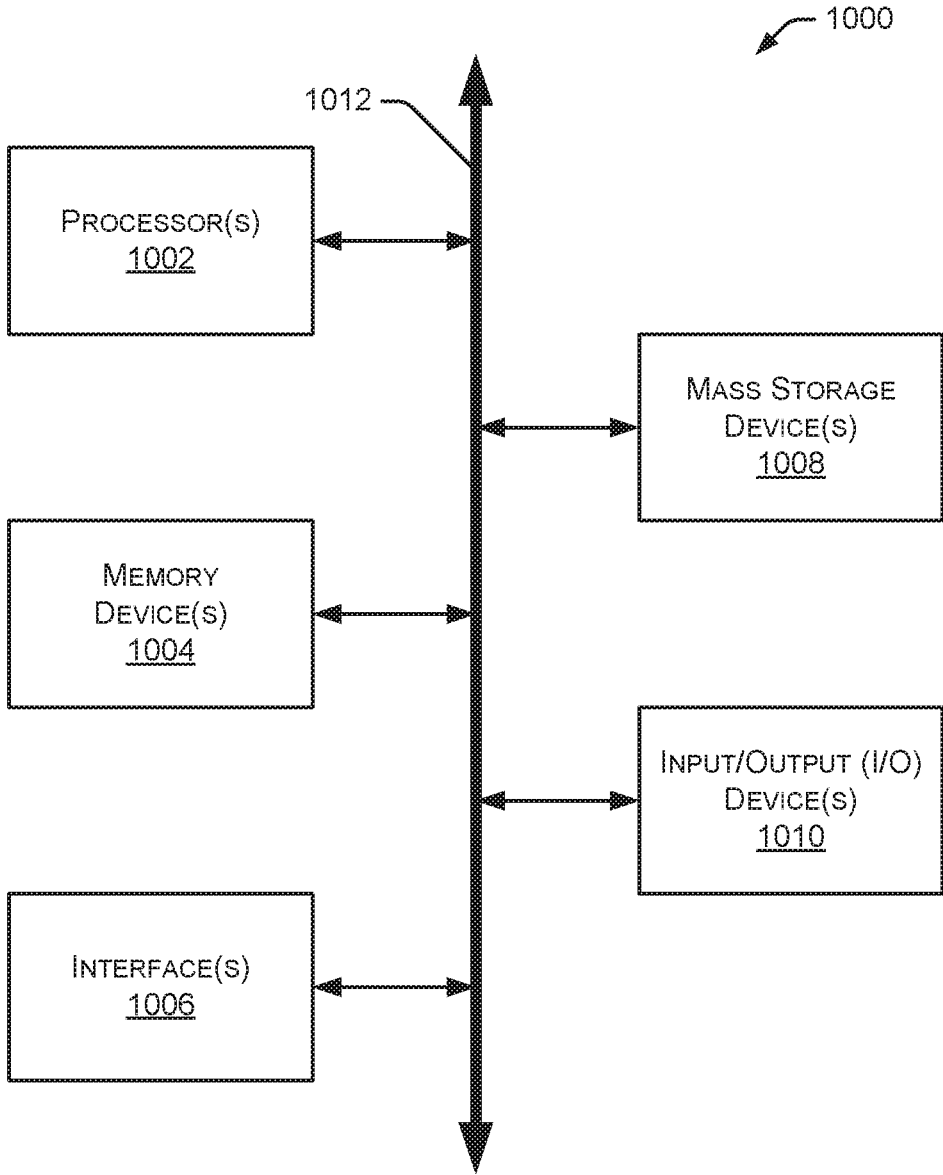 1000
1012
PROCESSOR(S)
1002
MASS STORAGE
DEVICE(S)
1008
MEMORY
DEVICE(S)
1004
INPUT/OUTPUT (I/O)
DEVICE(S)
1010
INTERFACE(S)
1006